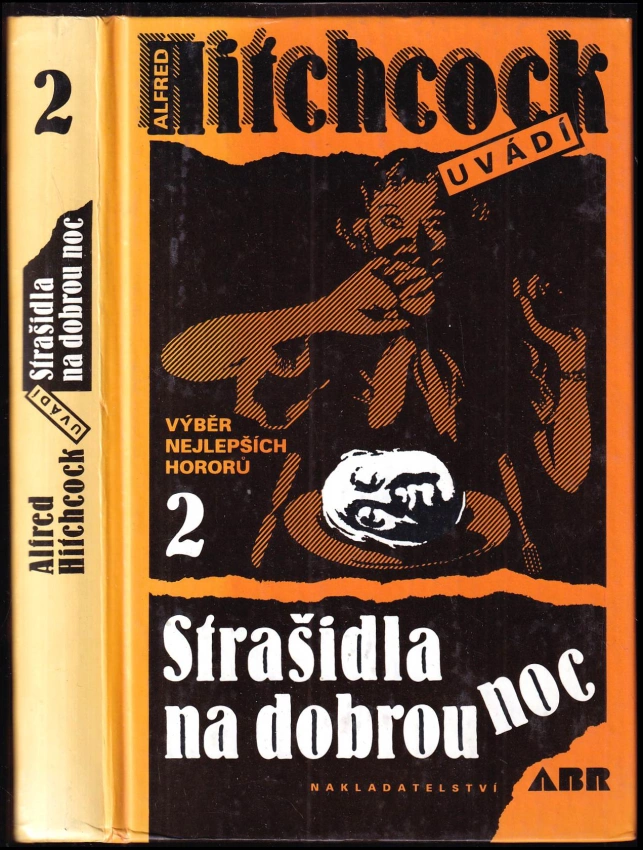 2
Strašidla
na dobrou noc
UVÁDÍ
Alfred
Hitchcock
ALFRED
Hitchcock
UVÁDÍ
VÝBĚR
NEJLEPŠÍCH
HORORŮ
2
Strašidla
na dobrou noc
NAKLADATELSTVÍ ABR